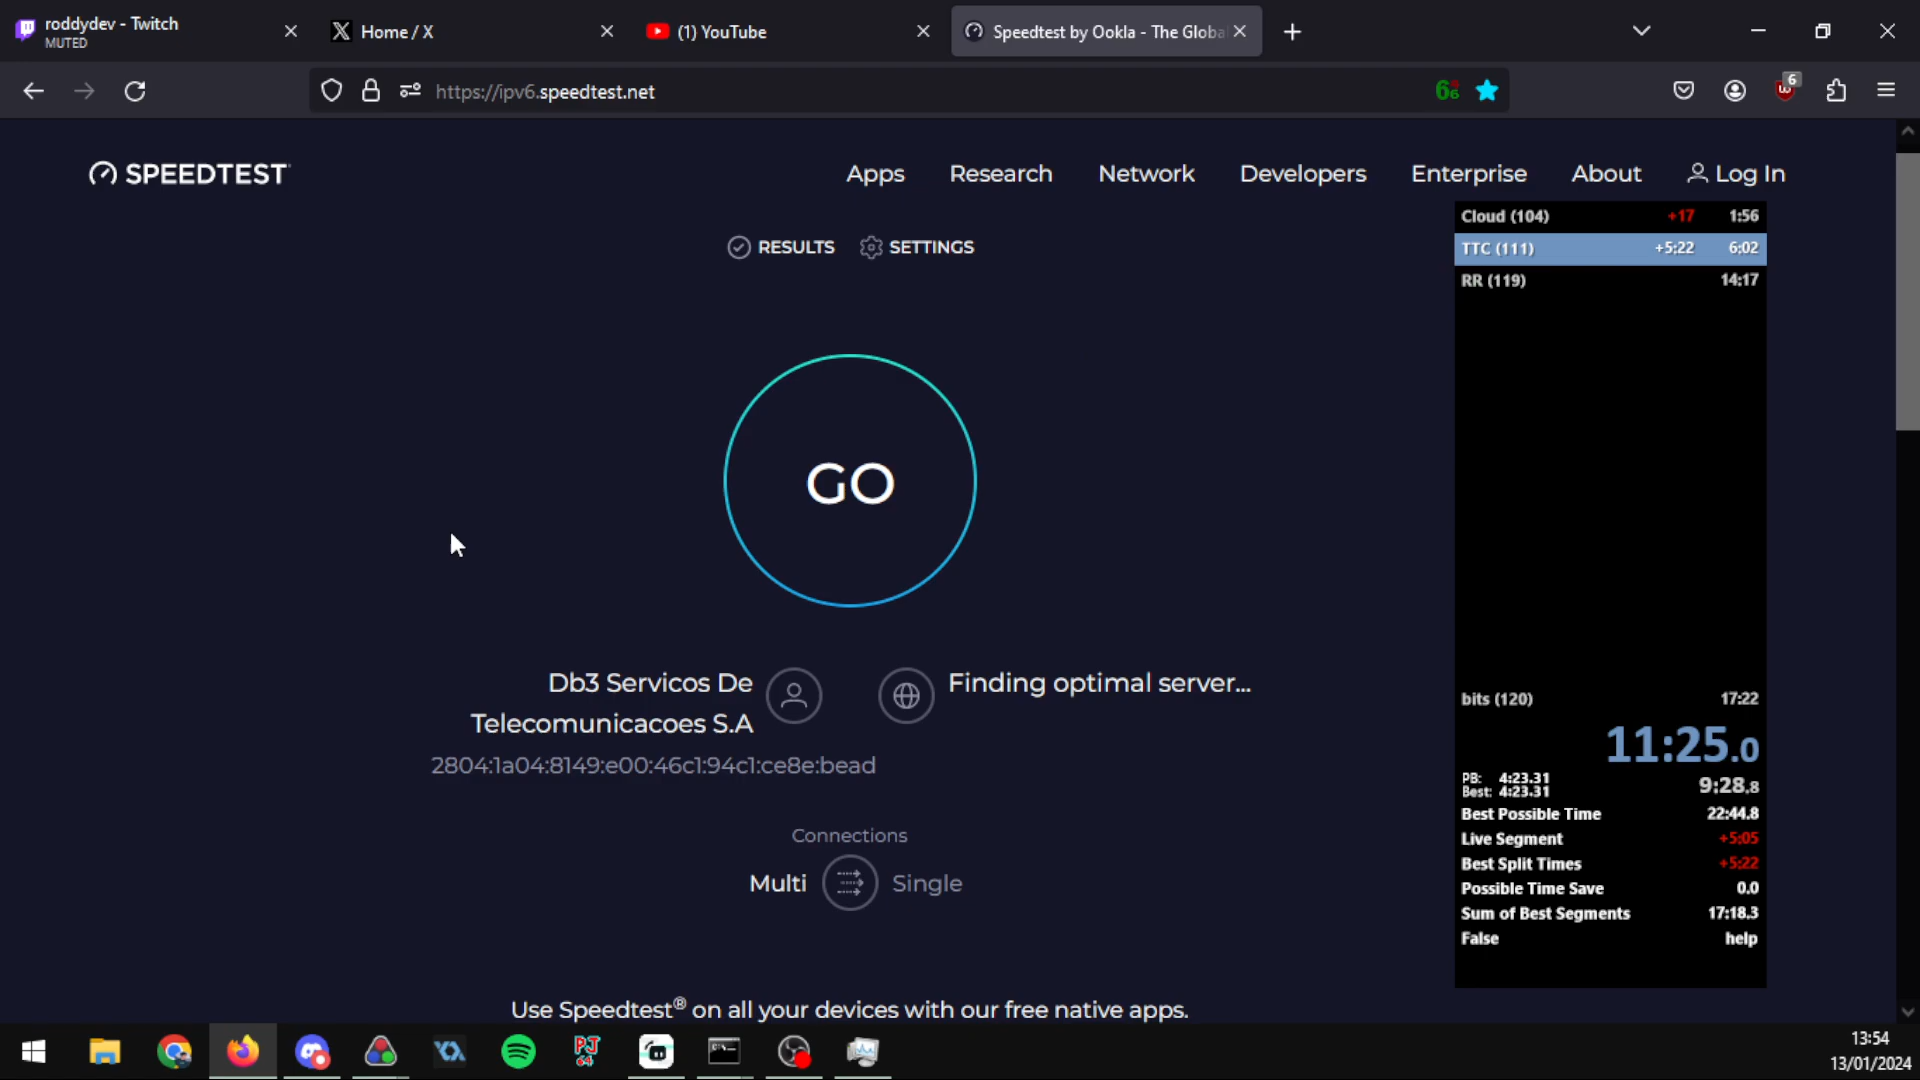 roddydev - Twitch
MUTED
Home / X
(1) YouTube
Speedtest by Ookla - The Globa
https://ipv6.speedtest.net
6
SPEEDTEST
Apps
Research
Network
Developers
Enterprise
About
Log In
RESULTS
SETTINGS
Cloud (104) +17 1:56
TTC (111) +5:22 6:02
RR (119) 14:17
GO
Db3 Servicos De
Telecomunicacoes S.A
2804:1a04:8149:e00:46c1:94c1:ce8e:bead
Finding optimal server...
Connections
Multi
Single
Use Speedtest® on all your devices with our free native apps.
bits (120) 17:22
11:25.0
PB: 4:23.31
Best: 4:23.31
9:28.8
Best Possible Time 22:44.8
Live Segment +5:05
Best Split Times +5:22
Possible Time Save 0.0
Sum of Best Segments 17:18.3
False help
PJ
64
13:54
13/01/2024